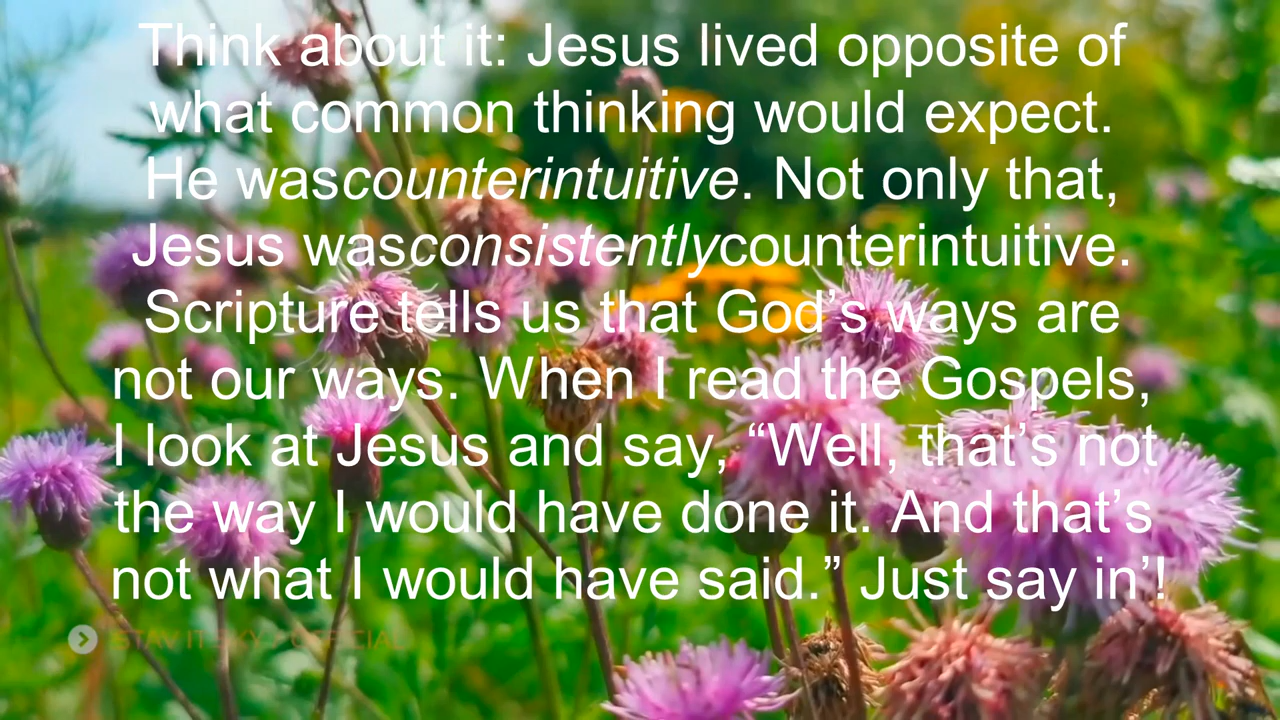 Think about it: Jesus lived opposite of
what common thinking would expect.
He wascounterintuitive. Not only that,
Jesus wasconsistentlycounterintuitive.
Scripture tells us that God’s ways are
not our ways. When I read the Gospels,
I look at Jesus and say, “Well, that’s not
the way I would have done it. And that’s
not what I would have said.” Just say in’!